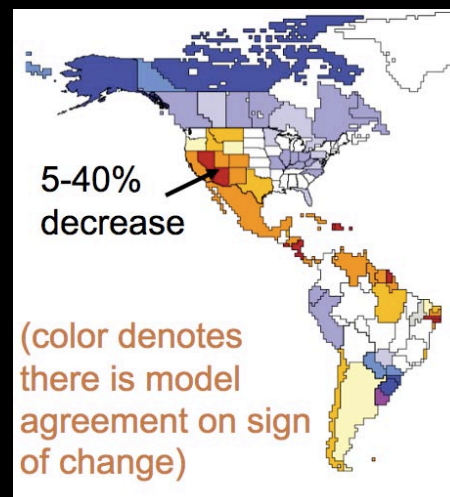 5-40%
decrease
(color denotes
there is model
agreement on sign
of change)